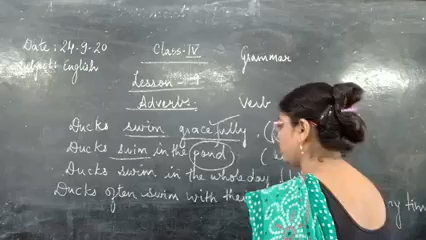 Date: 24.9.20
Class-IV
Grammar
Subject: English
Lesson - 19
Adverbs
Verb
Ducks swim gracefully (
Ducks swim in the pond (
Ducks swim in the whole day (
Ducks often swim with the